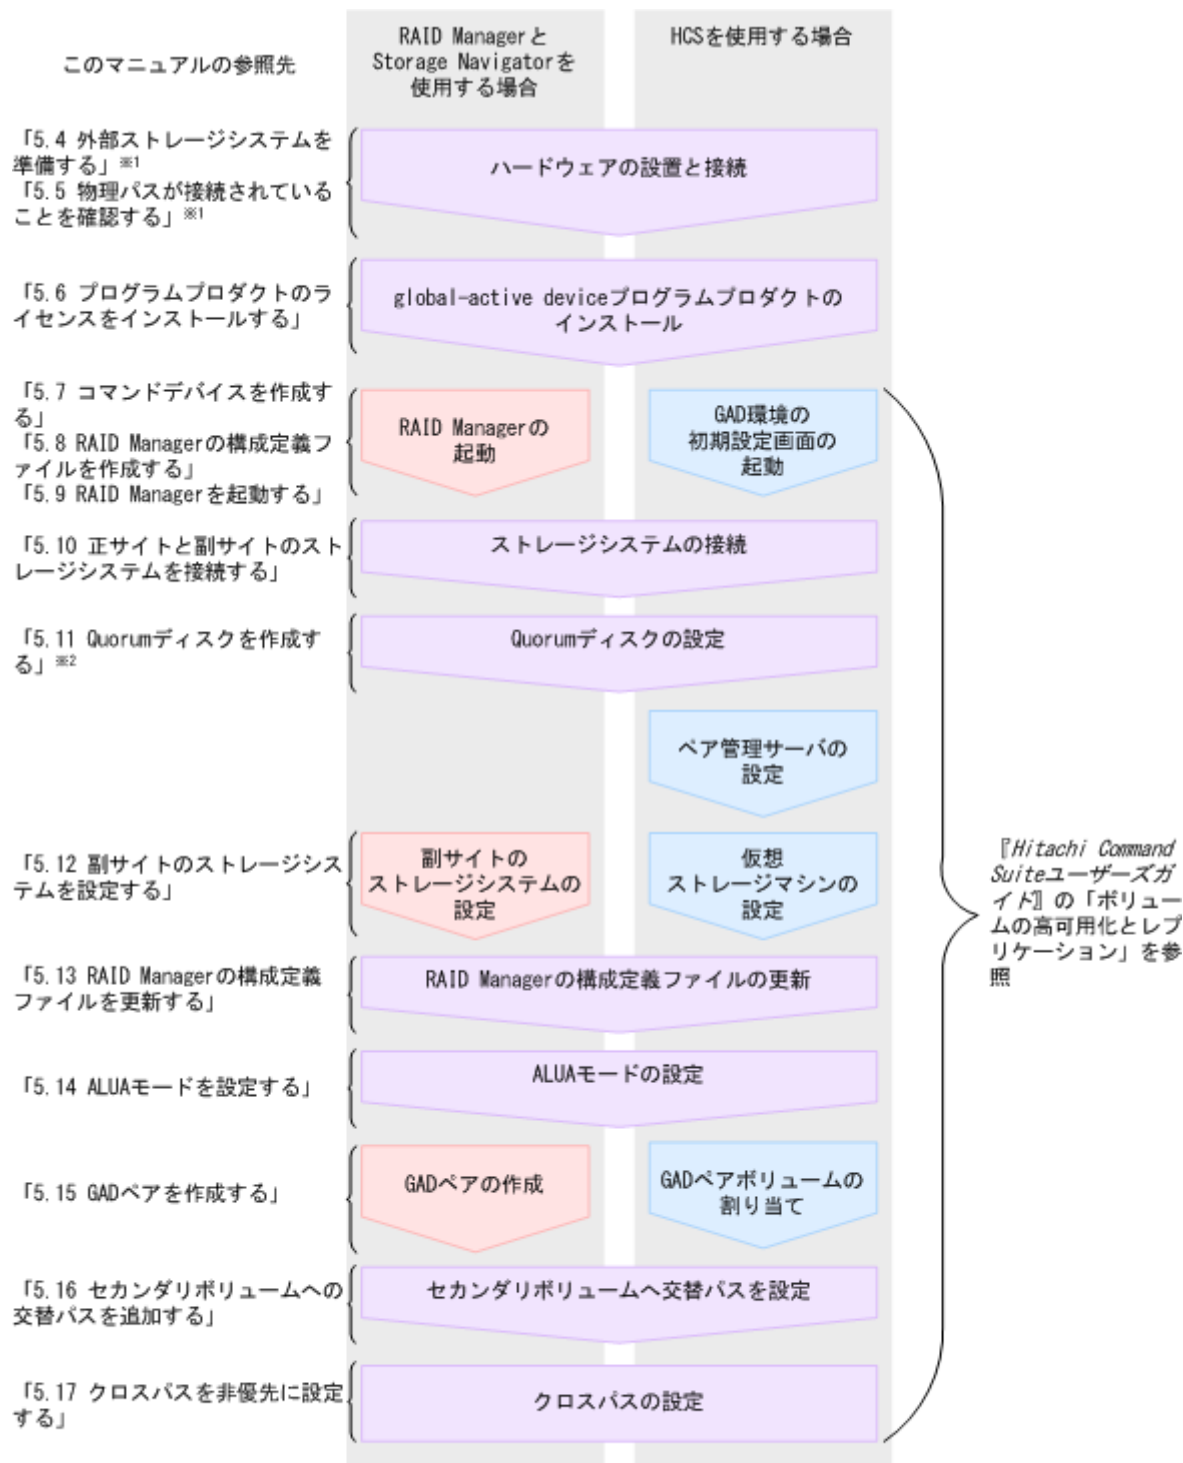 このマニュアルの参照先
RAID Managerと
Storage Navigatorを
使用する場合
HCSを使用する場合
「5.4 外部ストレージシステムを
準備する」※1
「5.5 物理パスが接続されている
ことを確認する」※1
ハードウェアの設置と接続
「5.6 プログラムプロダクトのラ
イセンスをインストールする」
global-active deviceプログラムプロダクトの
インストール
「5.7 コマンドデバイスを作成す
る」
「5.8 RAID Managerの構成定義フ
ァイルを作成する」
「5.9 RAID Managerを起動する」
RAID Managerの
起動
GAD環境の
初期設定画面の
起動
「5.10 正サイトと副サイトのスト
レージシステムを接続する」
ストレージシステムの接続
「5.11 Quorumディスクを作成す
る」※2
Quorumディスクの設定
ペア管理サーバの
設定
「5.12 副サイトのストレージシス
テムを設定する」
副サイトの
ストレージシステムの
設定
仮想
ストレージマシンの
設定
『Hitachi Command
Suiteユーザーズガ
イド』の「ボリュー
ムの高可用化とレプ
リケーション」を参
照
「5.13 RAID Managerの構成定義
ファイルを更新する」
RAID Managerの構成定義ファイルの更新
「5.14 ALUAモードを設定する」
ALUAモードの設定
「5.15 GADペアを作成する」
GADペアの作成
GADペアボリュームの
割り当て
「5.16 セカンダリボリュームへの
交替パスを追加する」
セカンダリボリュームへ交替パスを設定
「5.17 クロスパスを非優先に設定
する」
クロスパスの設定